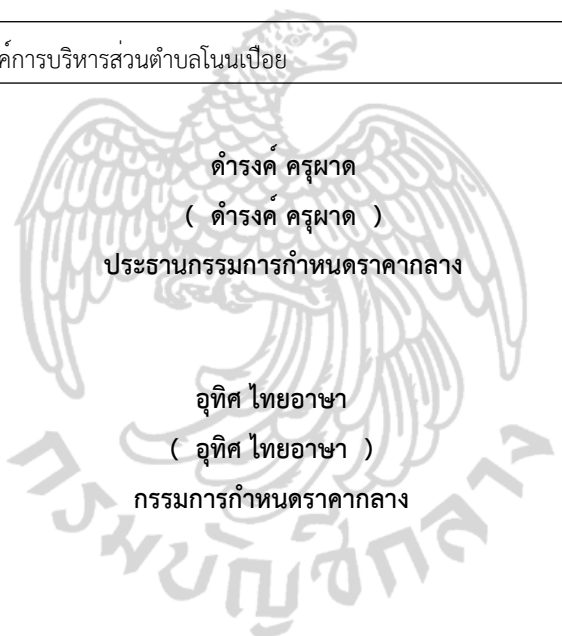 ค์การบริหารส่วนตำบลโนนเปือย
ดำรงค์ ครุผาด
( ดำรงค์ ครุผาด )
ประธานกรรมการกำหนดราคากลาง
อุทิศ ไทยอาษา
( อุทิศ ไทยอาษา )
กรรมการกำหนดราคากลาง
กรมบัญชีกลาง